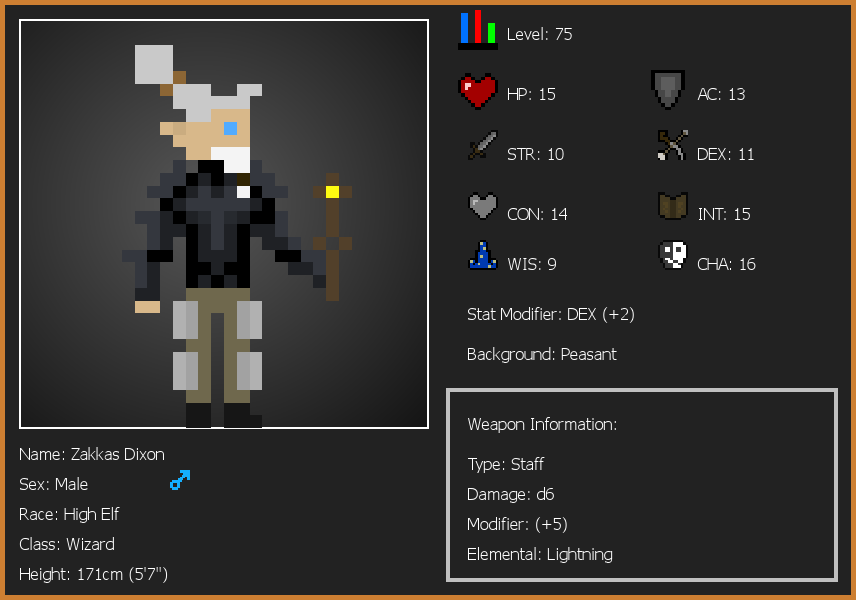 Level: 75
HP: 15
AC: 13
STR: 10
DEX: 11
CON: 14
INT: 15
WIS: 9
CHA: 16
Stat Modifier: DEX (+2)
Background: Peasant
Weapon Information:
Type: Staff
Damage: d6
Modifier: (+5)
Elemental: Lightning
Name: Zakkas Dixon
Sex: Male
Race: High Elf
Class: Wizard
Height: 171cm (5'7")